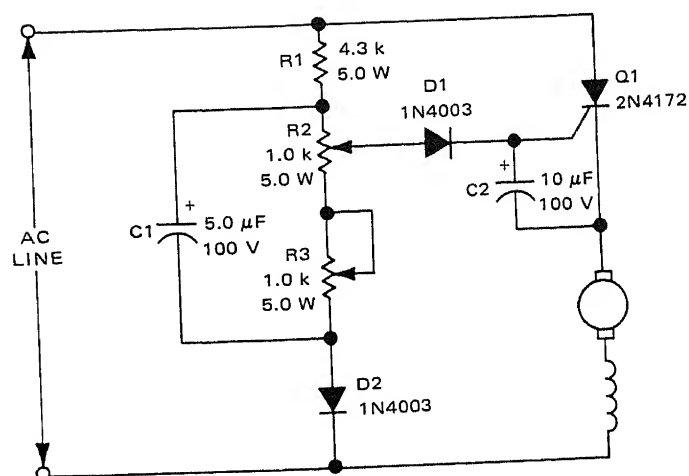 R1
4.3 k
5.0 W
D1
1N4003
Q1
2N4172
R2
1.0 k
5.0 W
+
C2
10 μF
100 V
+
C1
5.0 μF
100 V
AC
LINE
R3
1.0 k
5.0 W
D2
1N4003